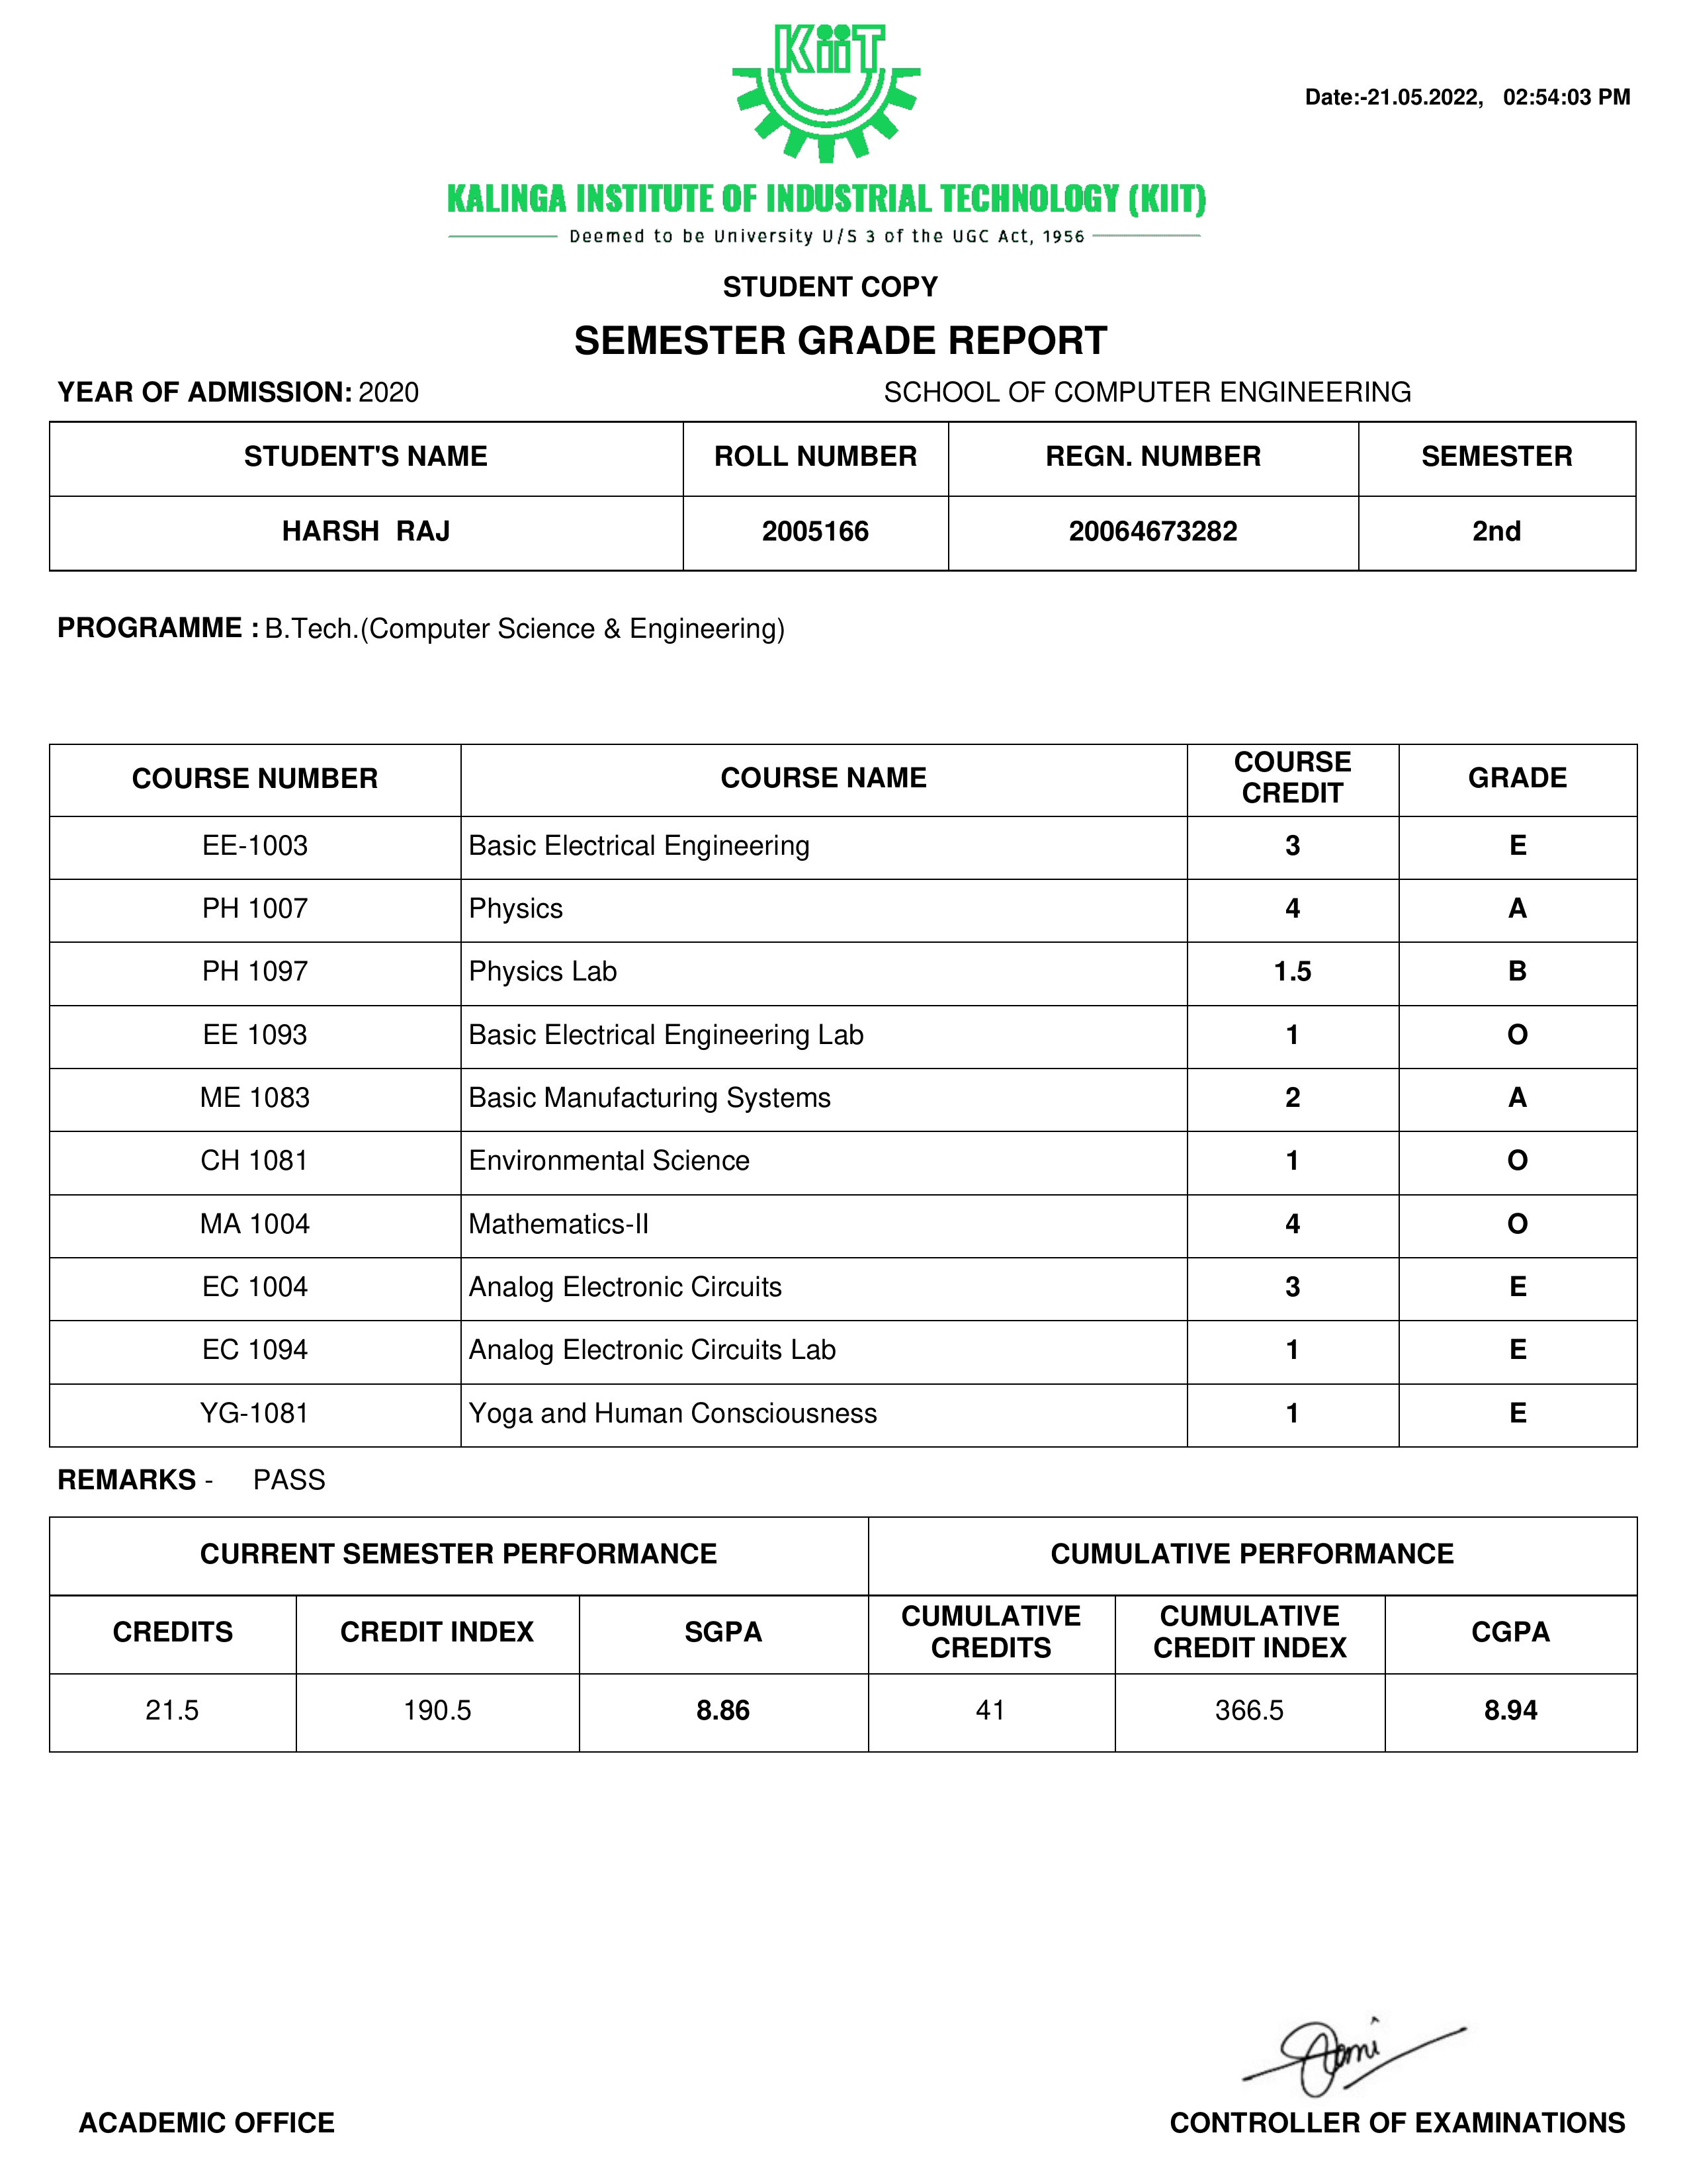 KiiT
Date:-21.05.2022, 02:54:03 PM
KALINGA INSTITUTE OF INDUSTRIAL TECHNOLOGY (KIIT)
Deemed to be University U/S 3 of the UGC Act, 1956
STUDENT COPY
SEMESTER GRADE REPORT
YEAR OF ADMISSION: 2020 SCHOOL OF COMPUTER ENGINEERING
STUDENT'S NAME ROLL NUMBER REGN. NUMBER SEMESTER
HARSH RAJ 2005166 20064673282 2nd
PROGRAMME : B.Tech.(Computer Science & Engineering)
COURSE NUMBER COURSE NAME COURSE CREDIT GRADE
EE-1003 Basic Electrical Engineering 3 E
PH 1007 Physics 4 A
PH 1097 Physics Lab 1.5 B
EE 1093 Basic Electrical Engineering Lab 1 O
ME 1083 Basic Manufacturing Systems 2 A
CH 1081 Environmental Science 1 O
MA 1004 Mathematics-II 4 O
EC 1004 Analog Electronic Circuits 3 E
EC 1094 Analog Electronic Circuits Lab 1 E
YG-1081 Yoga and Human Consciousness 1 E
REMARKS - PASS
CURRENT SEMESTER PERFORMANCE CUMULATIVE PERFORMANCE
CREDITS CREDIT INDEX SGPA CUMULATIVE CREDITS CUMULATIVE CREDIT INDEX CGPA
21.5 190.5 8.86 41 366.5 8.94
ACADEMIC OFFICE CONTROLLER OF EXAMINATIONS